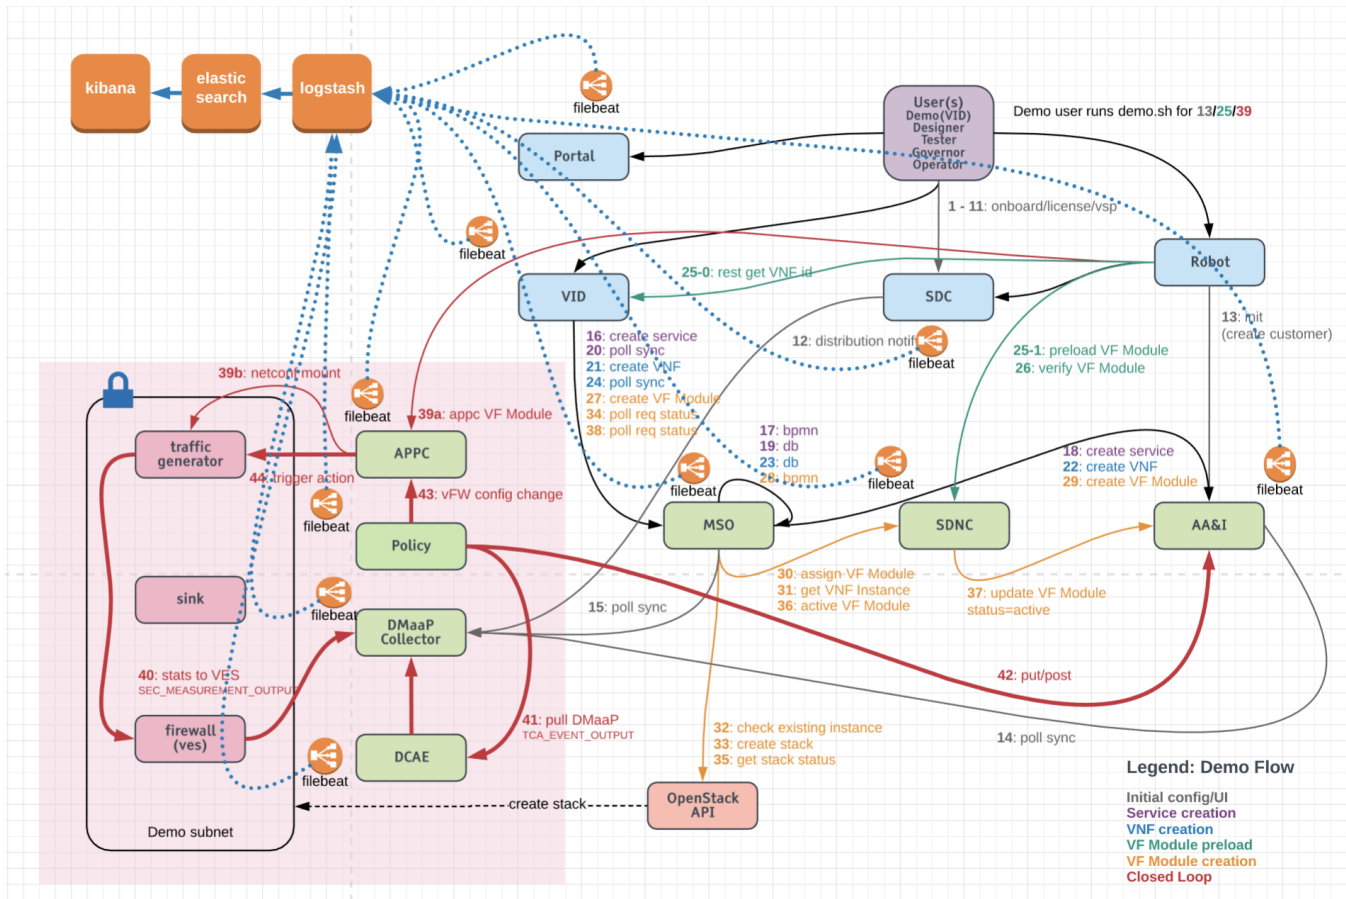 kibana
elastic
search
logstash
filebeat
User(s)
Demo(VID)
Designer
Tester
Governor
Operator
Demo user runs demo.sh for 13/25/39
Portal
1 - 11: onboard/license/vsp
filebeat
Robot
25-0: rest get VNF id
VID
SDC
13: init
(create customer)
16: create service
20: poll sync
21: create VNF
24: poll sync
27: create VF Module
34: poll req status
38: poll req status
12: distribution notif
filebeat
25-1: preload VF Module
26: verify VF Module
39b: netconf mount
filebeat
39a: appc VF Module
traffic
generator
APPC
17: bpmn
19: db
23: db
28: bpmn
18: create service
22: create VNF
29: create VF Module
44: trigger action
43: vFW config change
filebeat
filebeat
filebeat
filebeat
MSO
SDNC
AA&I
Policy
sink
filebeat
30: assign VF Module
31: get VNF Instance
36: active VF Module
37: update VF Module
status=active
15: poll sync
DMaaP
Collector
40: stats to VES
SEC_MEASUREMENT_OUTPUT
42: put/post
firewall
(ves)
41: pull DMaaP
TCA_EVENT_OUTPUT
32: check existing instance
33: create stack
35: get stack status
14: poll sync
DCAE
filebeat
OpenStack
API
create stack
Demo subnet
Legend: Demo Flow
Initial config/UI
Service creation
VNF creation
VF Module preload
VF Module creation
Closed Loop